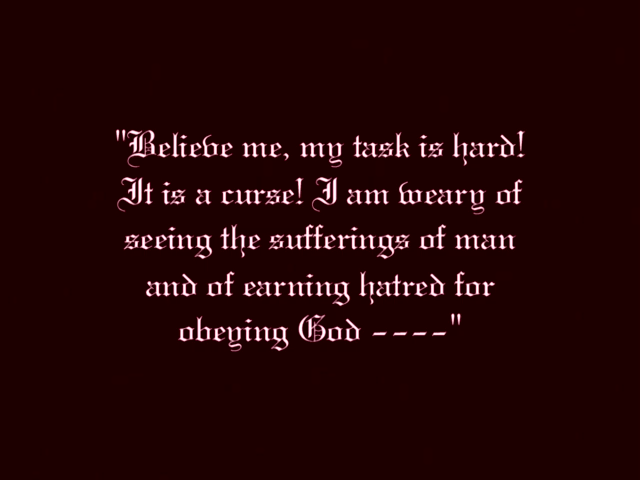 "Believe me, my task is hard!
It is a curse! I am weary of
seeing the sufferings of man
and of earning hatred for
obeying God ----"